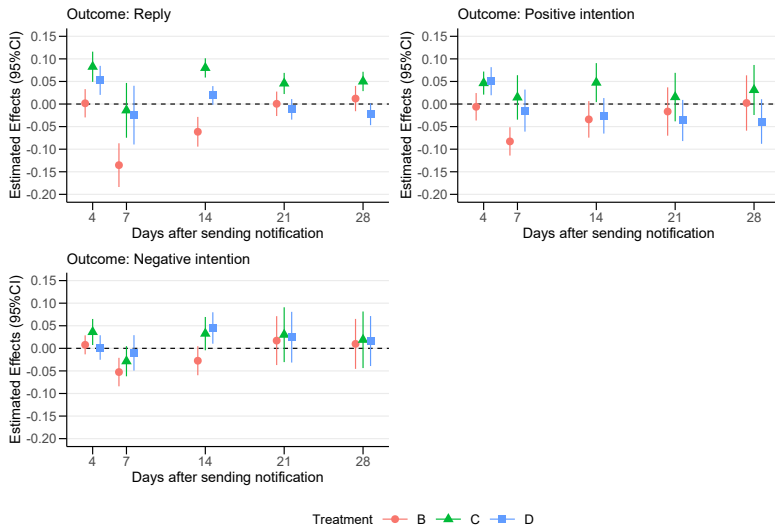 Outcome: Reply
Estimated Effects (95%CI)
0.15
0.10
0.05
0.00
-0.05
-0.10
-0.15
-0.20
4 7 14 21 28
Days after sending notification
Outcome: Positive intention
Estimated Effects (95%CI)
0.15
0.10
0.05
0.00
-0.05
-0.10
-0.15
-0.20
4 7 14 21 28
Days after sending notification
Outcome: Negative intention
Estimated Effects (95%CI)
0.15
0.10
0.05
0.00
-0.05
-0.10
-0.15
-0.20
4 7 14 21 28
Days after sending notification
Treatment B C D